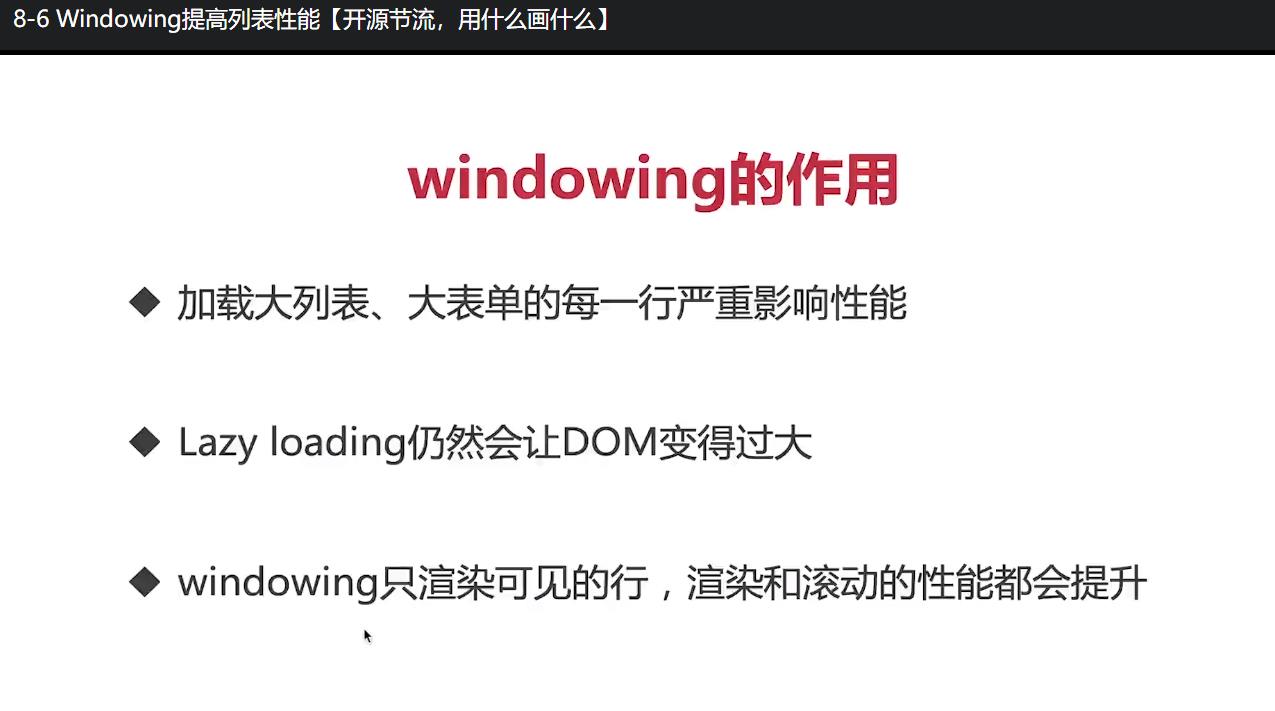 8-6 Windowing提高列表性能【开源节流，用什么画什么】
windowing的作用
◆ 加载大列表、大表单的每一行严重影响性能
◆ Lazy loading仍然会让DOM变得过大
◆ windowing只渲染可见的行，渲染和滚动的性能都会提升